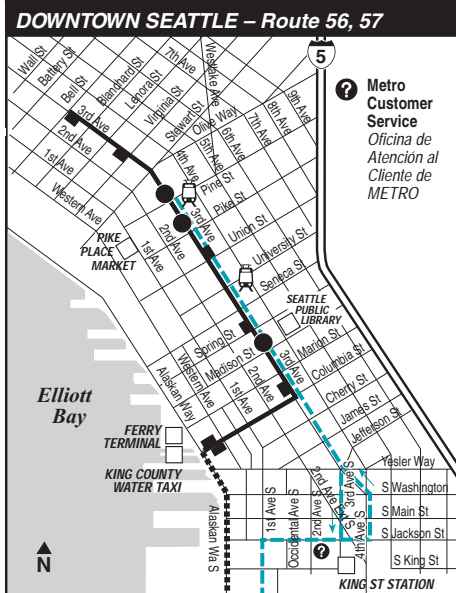 DOWNTOWN SEATTLE – Route 56, 57
5
?
Metro
Customer
Service
Oficina de
Atención al
Cliente de
METRO
Wall St
Battery St
Bell St
Blanchard St
Lenora St
Virginia St
Stewart St
Olive Way
7th Ave
Westlake Ave
9th Ave
8th Ave
7th Ave
6th Ave
5th Ave
4th Ave
3rd Ave
2nd Ave
1st Ave
Western Ave
Pine St
Pike St
3rd Ave
2nd Ave
1st Ave
Union St
University St
Seneca St
PIKE
PLACE
MARKET
SEATTLE
PUBLIC
LIBRARY
Spring St
Madison St
Marion St
Columbia St
Cherry St
James St
Jefferson St
3rd Ave
2nd Ave
1st Ave
Western Ave
Alaskan Way
Elliott
Bay
FERRY
TERMINAL
KING COUNTY
WATER TAXI
Yesler Way
S Washington
S Main St
S Jackson St
S King St
Alaskan Wa S
1st Ave S
Occidental Ave S
2nd Ave S
2nd Ave Ext S
3rd Ave S
4th Ave S
?
KING ST STATION
N